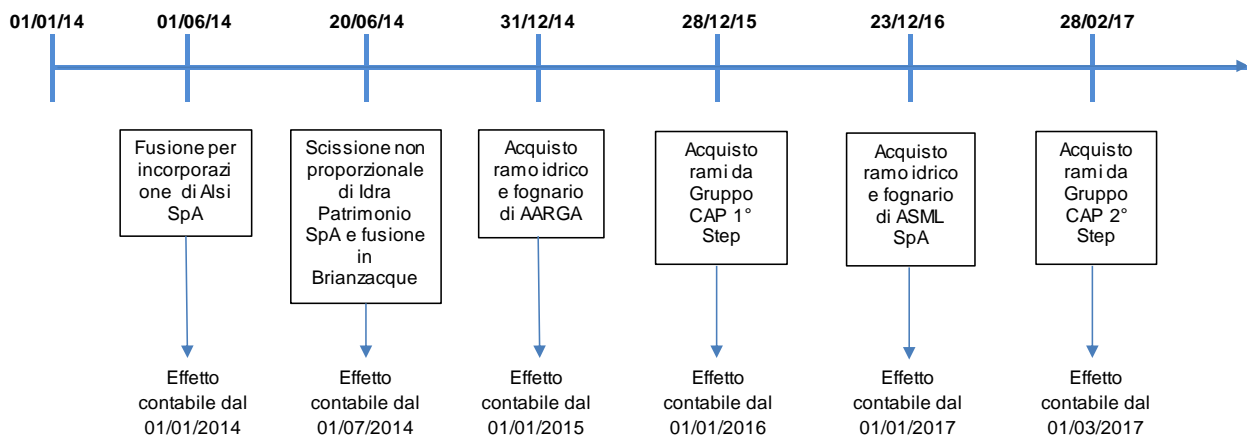 01/01/14
01/06/14
20/06/14
31/12/14
28/12/15
23/12/16
28/02/17
Fusione per
incorporazi
one di Alsi
SpA
Scissione non
proporzionale
di Idra
Patrimonio
SpA e fusione
in
Brianzacque
Acquisto
ramo idrico
e fognario
di AARGA
Acquisto
rami da
Gruppo
CAP 1°
Step
Acquisto
ramo idrico
e fognario
di ASML
SpA
Acquisto
rami da
Gruppo
CAP 2°
Step
Effetto
contabile dal
01/01/2014
Effetto
contabile dal
01/07/2014
Effetto
contabile dal
01/01/2015
Effetto
contabile dal
01/01/2016
Effetto
contabile dal
01/01/2017
Effetto
contabile dal
01/03/2017